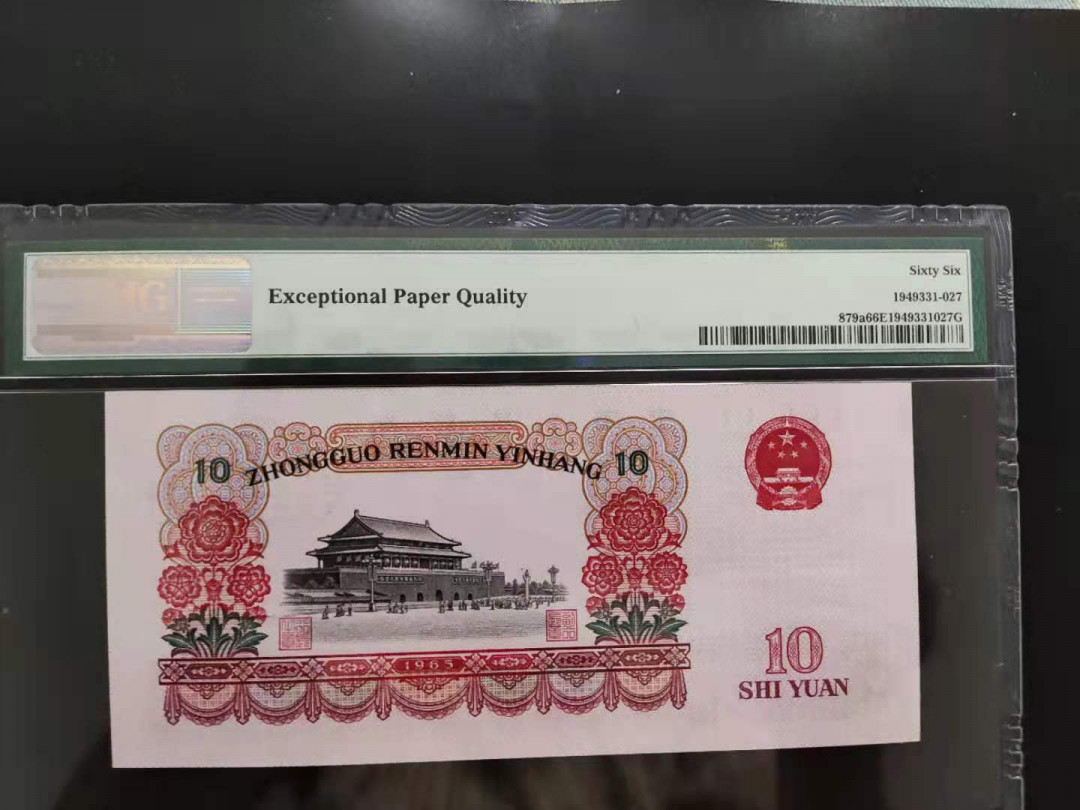 Sixty Six
Exceptional Paper Quality
1949331-027
879a66E1949331027G
10 ZHONGGUO RENMIN YINHANG 10
1965
10
SHI YUAN